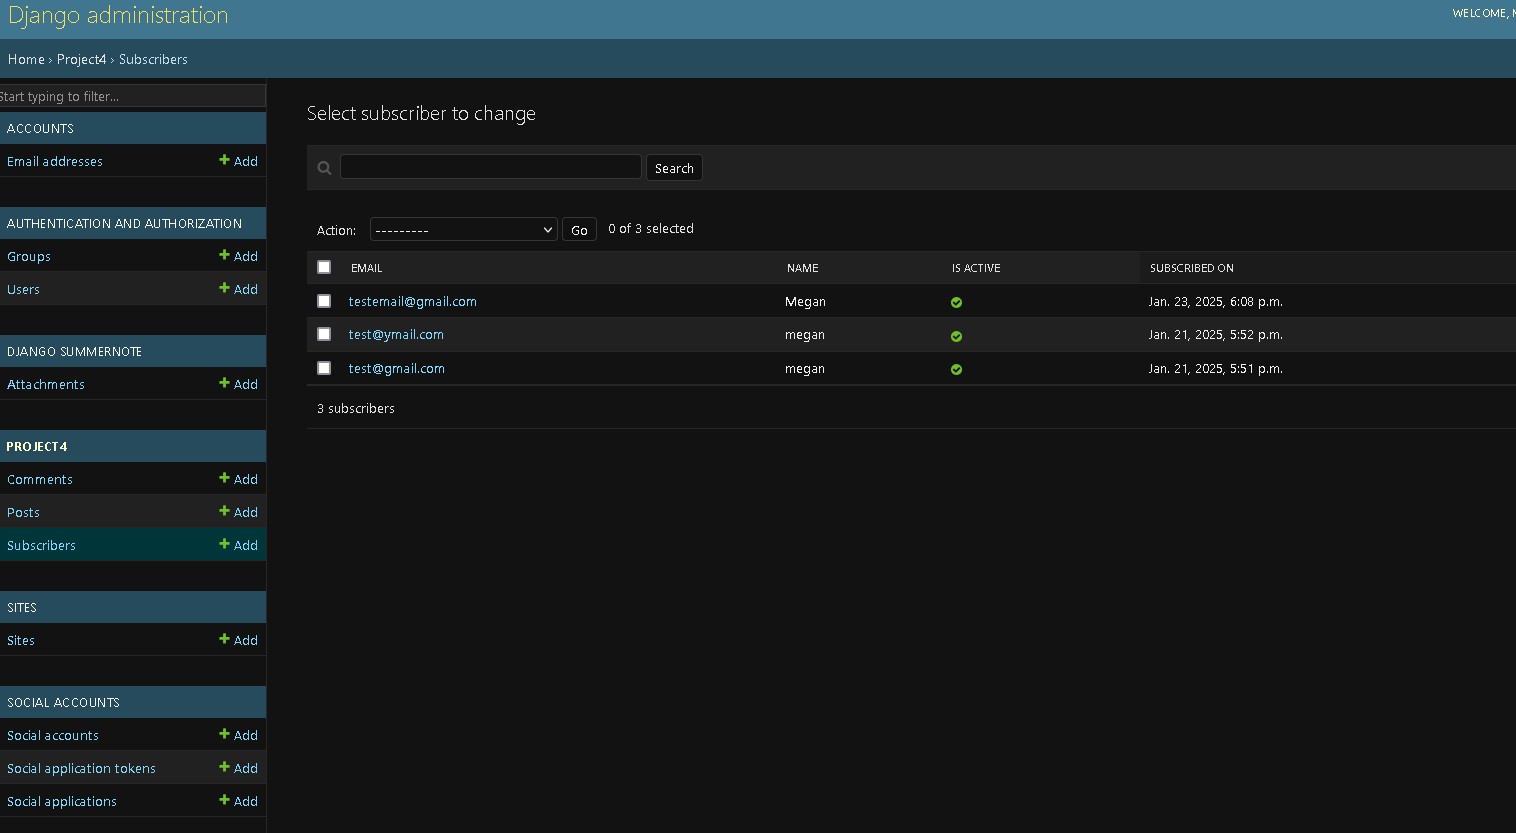 Django administration
WELCOME,
Home › Project4 › Subscribers
Start typing to filter...
ACCOUNTS
Email addresses + Add
AUTHENTICATION AND AUTHORIZATION
Groups + Add
Users + Add
DJANGO SUMMERNOTE
Attachments + Add
PROJECT4
Comments + Add
Posts + Add
Subscribers + Add
SITES
Sites + Add
SOCIAL ACCOUNTS
Social accounts + Add
Social application tokens + Add
Social applications + Add
Select subscriber to change
Search
Action: --------- Go 0 of 3 selected
EMAIL NAME IS ACTIVE SUBSCRIBED ON
testemail@gmail.com Megan Jan. 23, 2025, 6:08 p.m.
test@ymail.com megan Jan. 21, 2025, 5:52 p.m.
test@gmail.com megan Jan. 21, 2025, 5:51 p.m.
3 subscribers